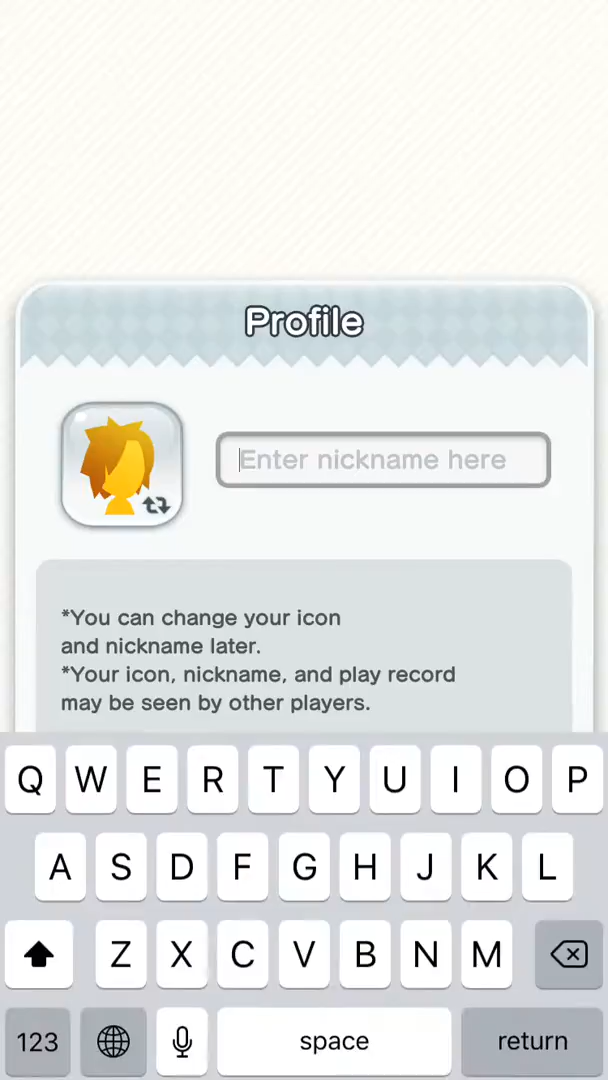 Profile
Enter nickname here
*You can change your icon
and nickname later.
*Your icon, nickname, and play record
may be seen by other players.
Q W E R T Y U I O P
A S D F G H J K L
Z X C V B N M
123 space return